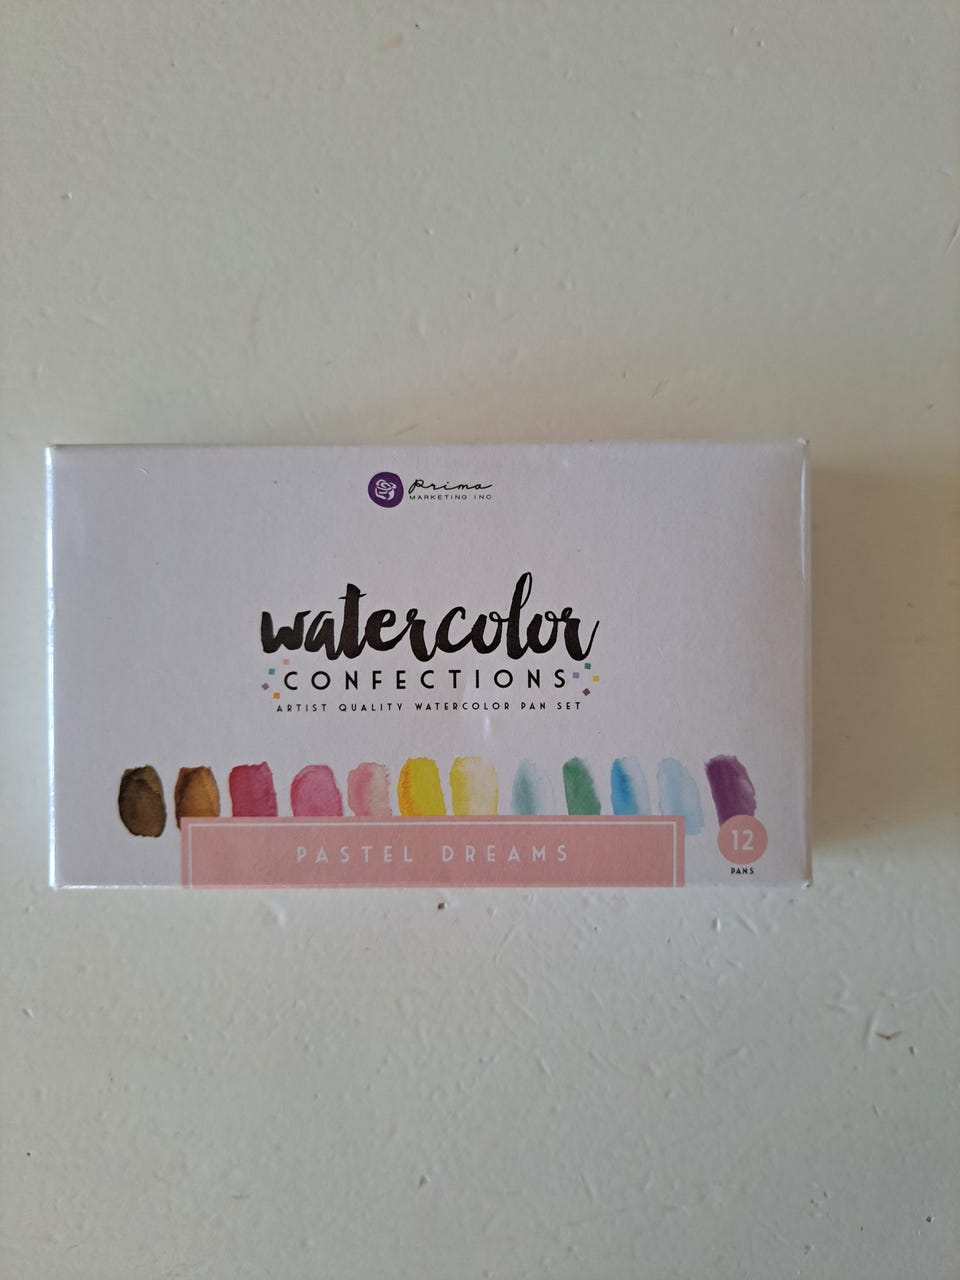 Prima
MARKETING INC
watercolor
CONFECTIONS
ARTIST QUALITY WATERCOLOR PAN SET
PASTEL DREAMS
12
PANS